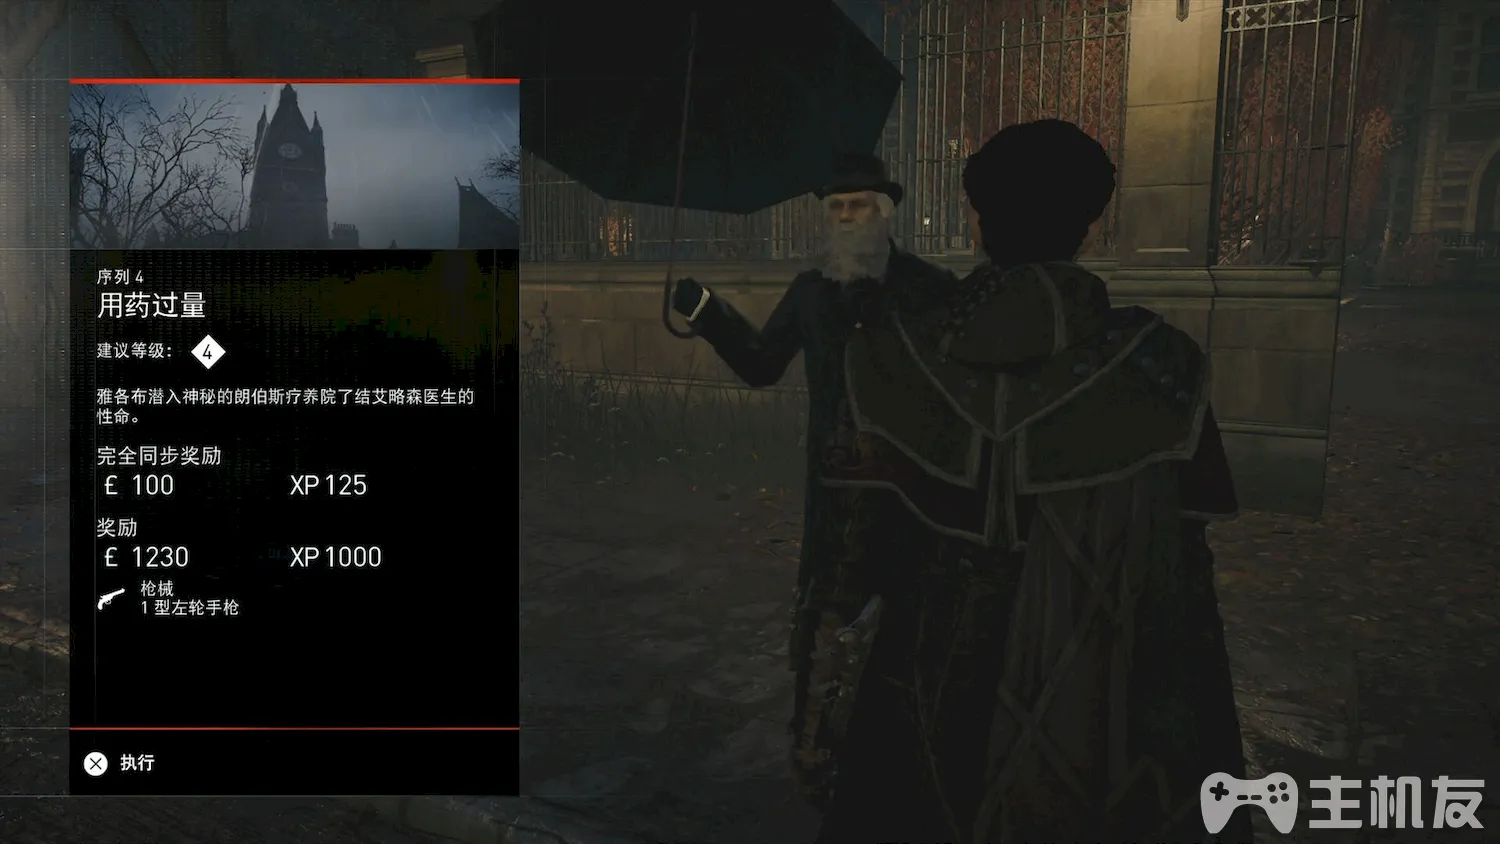 序列 4
用药过量
建议等级： 4
雅各布潜入神秘的朗伯斯疗养院了结艾略森医生的
性命。
完全同步奖励
£ 100 XP 125
奖励
£ 1230 XP 1000
枪械
1 型左轮手枪
执行
主机友